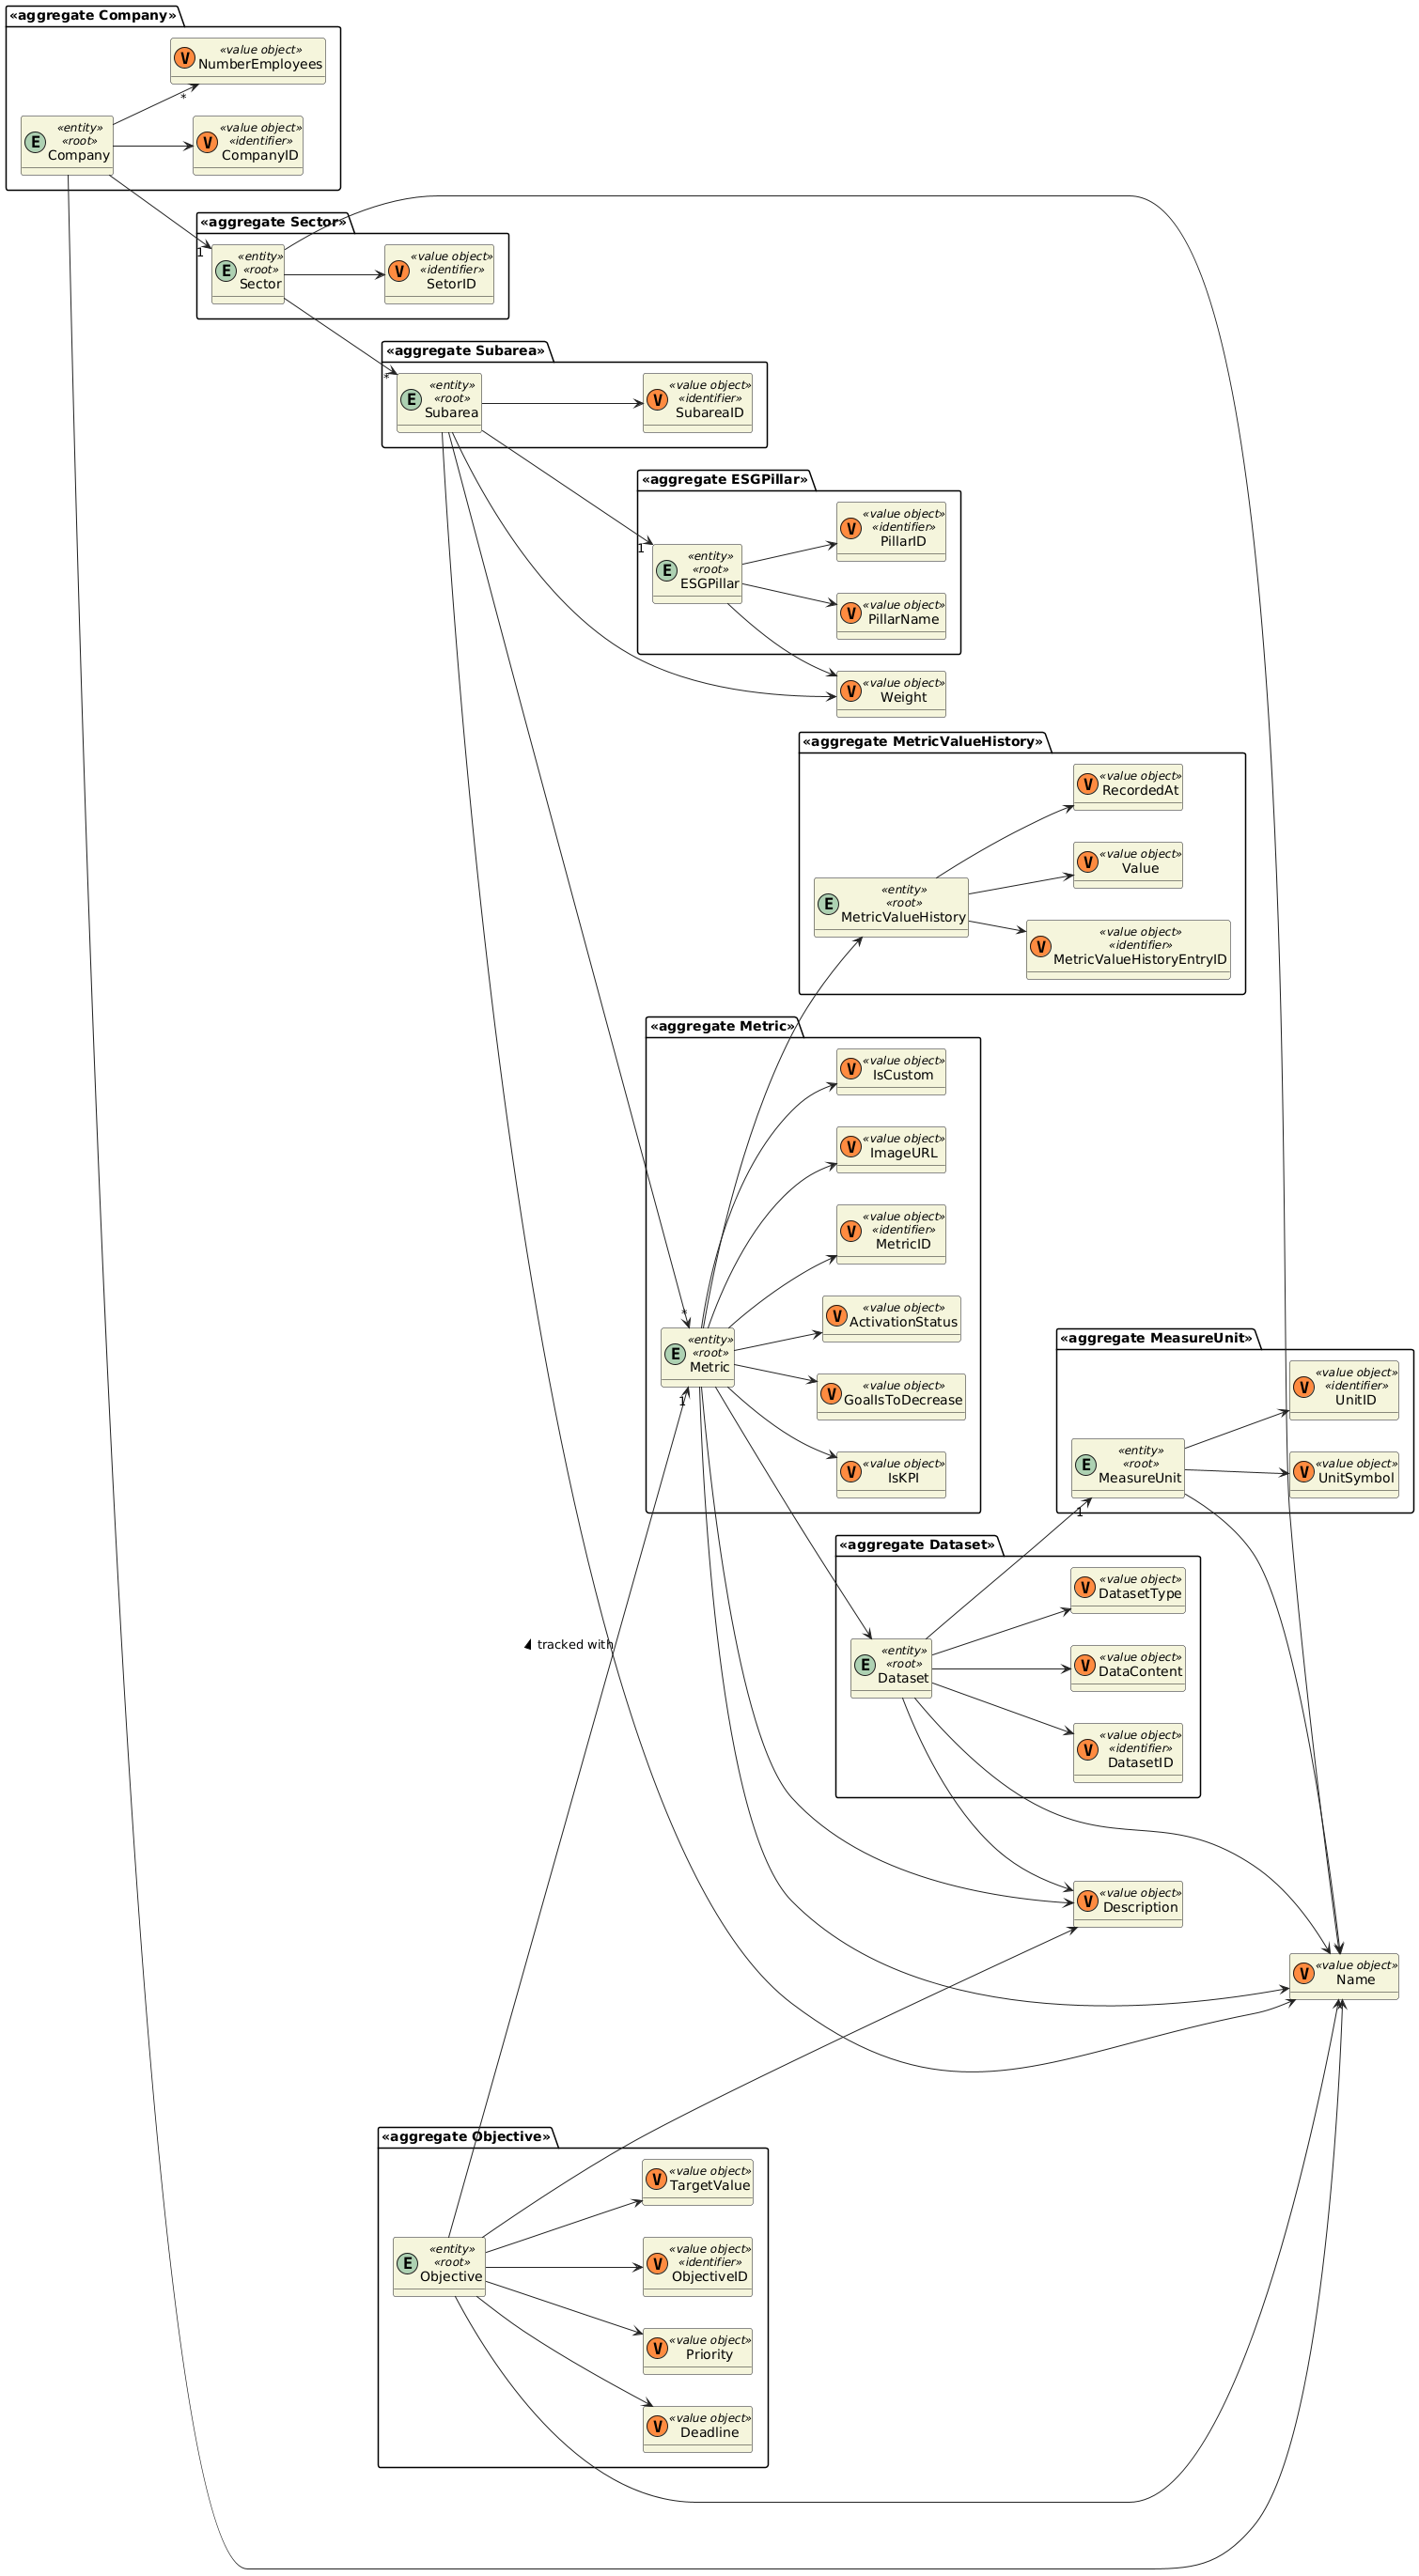 «aggregate Company»
V
«value object»
NumberEmployees
*
E
«entity»
«root»
Company
V
«value object»
«identifier»
CompanyID
«aggregate Sector»
1
E
«entity»
«root»
Sector
V
«value object»
«identifier»
SetorID
«aggregate Subarea»
*
E
«entity»
«root»
Subarea
V
«value object»
«identifier»
SubareaID
«aggregate ESGPillar»
V
«value object»
«identifier»
PillarID
1
E
«entity»
«root»
ESGPillar
V
«value object»
PillarName
V
«value object»
Weight
«aggregate MetricValueHistory»
V
«value object»
RecordedAt
V
«value object»
Value
E
«entity»
«root»
MetricValueHistory
V
«value object»
«identifier»
MetricValueHistoryEntryID
«aggregate Metric»
V
«value object»
IsCustom
V
«value object»
ImageURL
V
«value object»
«identifier»
MetricID
V
«value object»
ActivationStatus
*
E
«entity»
«root»
Metric
1
V
«value object»
GoalIsToDecrease
V
«value object»
IsKPI
«aggregate MeasureUnit»
V
«value object»
«identifier»
UnitID
E
«entity»
«root»
MeasureUnit
1
V
«value object»
UnitSymbol
«aggregate Dataset»
V
«value object»
DatasetType
E
«entity»
«root»
Dataset
V
«value object»
DataContent
V
«value object»
«identifier»
DatasetID
tracked with
V
«value object»
Description
V
«value object»
Name
«aggregate Objective»
V
«value object»
TargetValue
E
«entity»
«root»
Objective
V
«value object»
«identifier»
ObjectiveID
V
«value object»
Priority
V
«value object»
Deadline